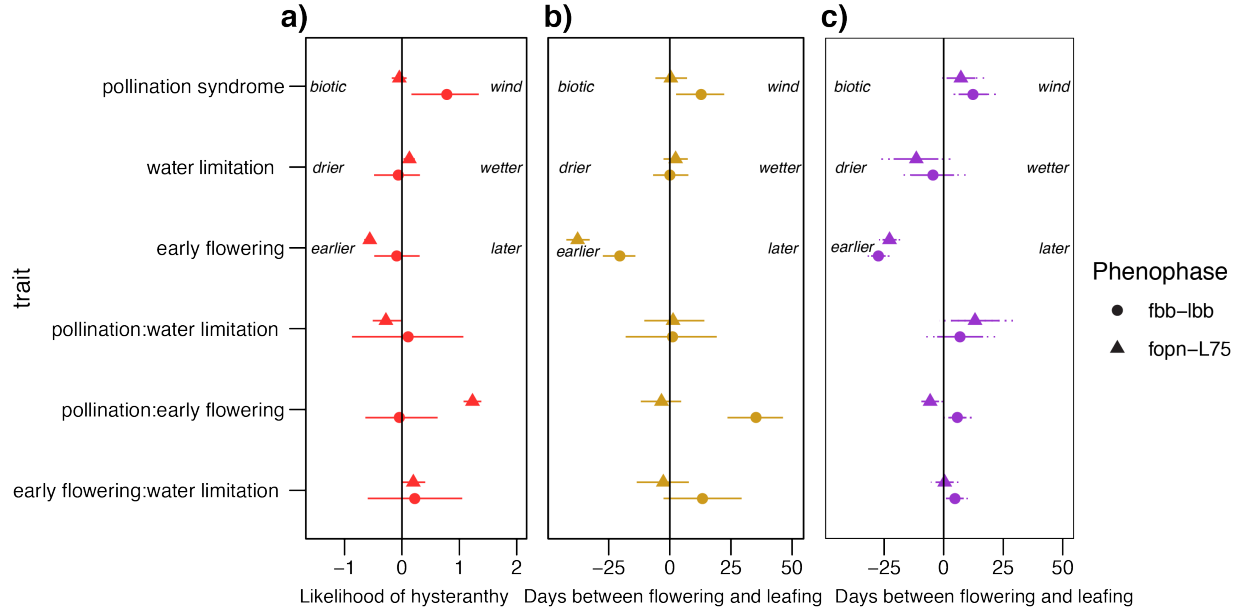 a) b) c)
pollination syndrome biotic wind biotic wind biotic wind
water limitation drier wetter drier wetter drier wetter
early flowering earlier later earlier later earlier later
trait
pollination:water limitation
pollination:early flowering
early flowering:water limitation
Phenophase
fbb−lbb
fopn−L75
−1 0 1 2 −25 0 25 50 −25 0 25 50
Likelihood of hysteranthy Days between flowering and leafing Days between flowering and leafing